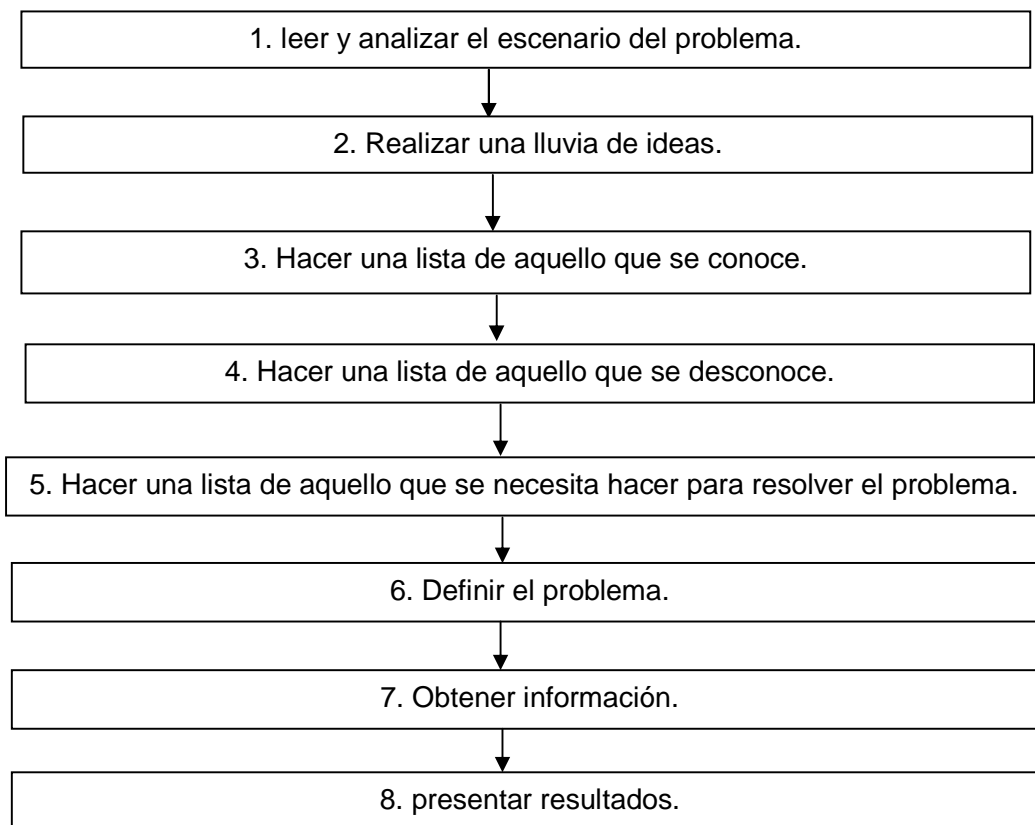 1. leer y analizar el escenario del problema.
2. Realizar una lluvia de ideas.
3. Hacer una lista de aquello que se conoce.
4. Hacer una lista de aquello que se desconoce.
5. Hacer una lista de aquello que se necesita hacer para resolver el problema.
6. Definir el problema.
7. Obtener información.
8. presentar resultados.